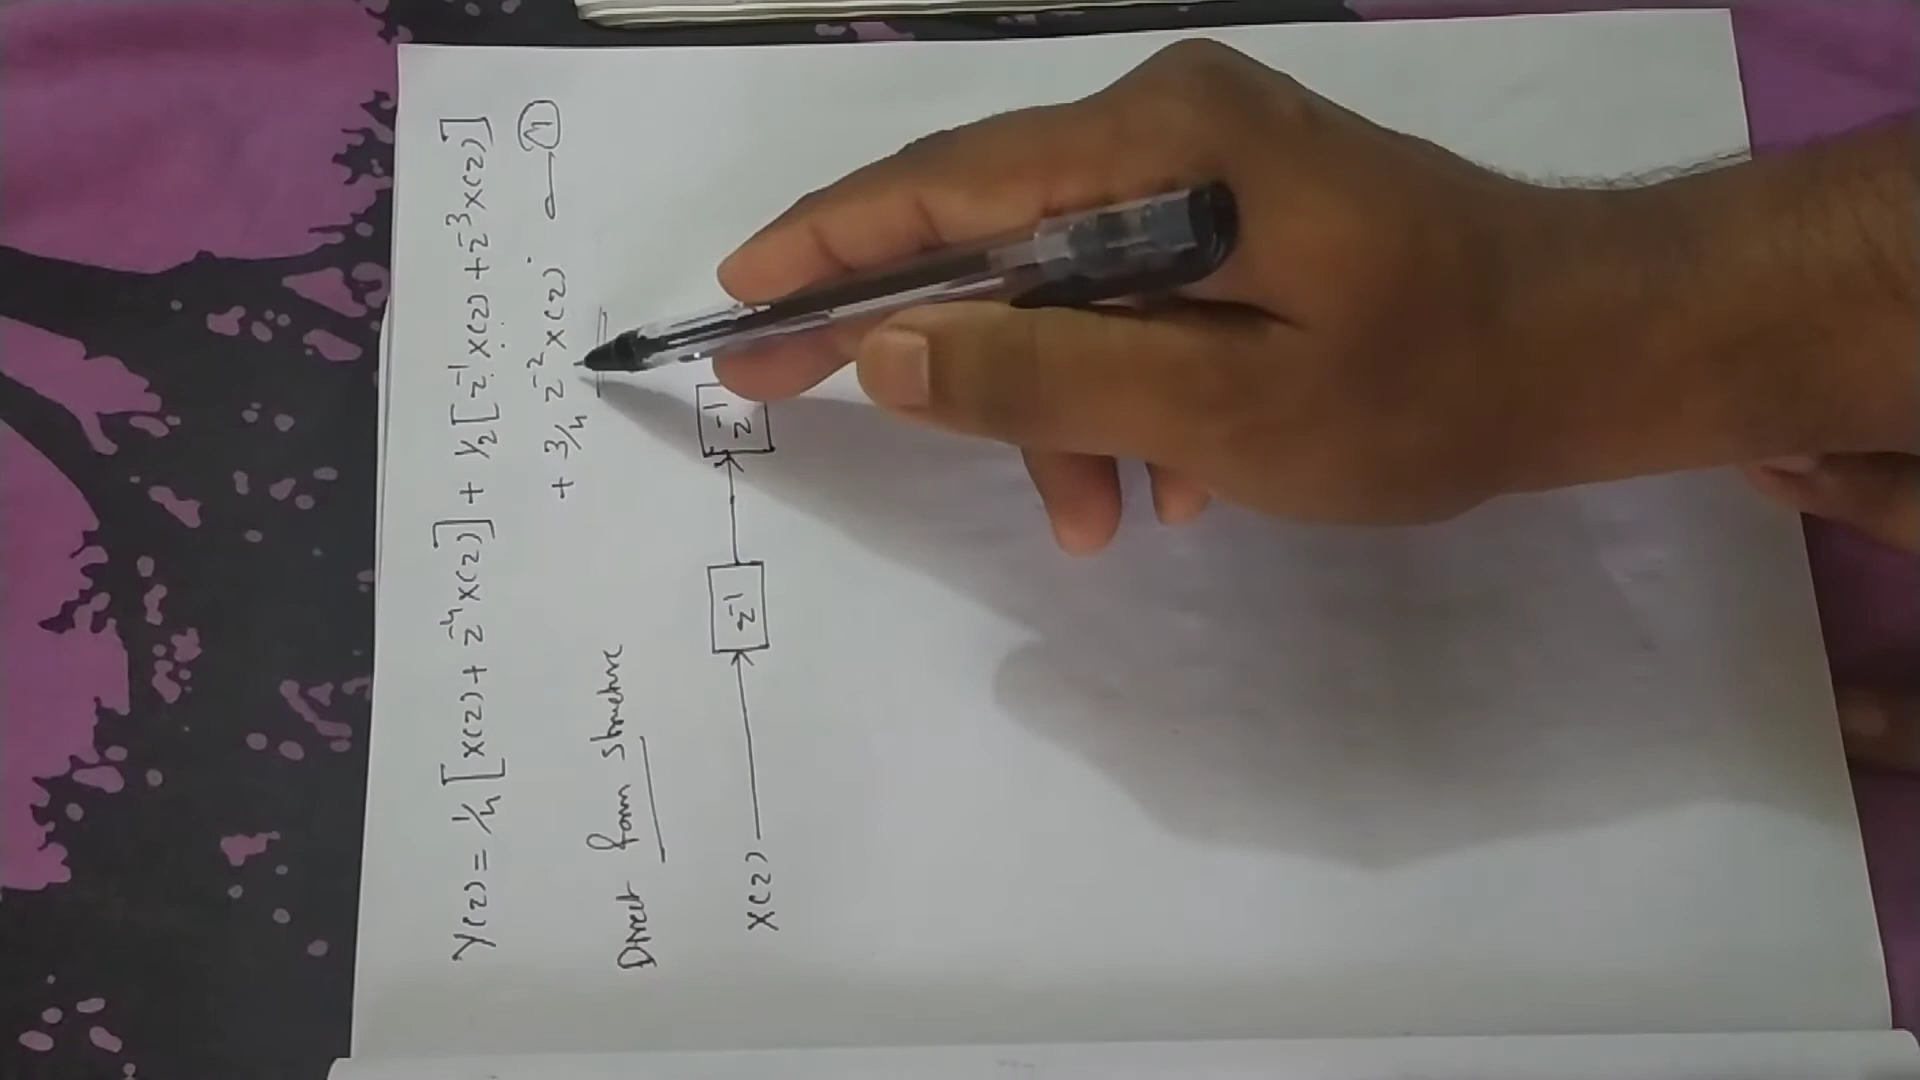 Y(z) = 1/4 [X(z) + z⁻⁴ X(z)] + 1/2 [z⁻¹ X(z) + z⁻³ X(z)]
+ 3/4 z⁻² X(z) — 1
Direct form structure
X(z) z⁻¹ z⁻¹